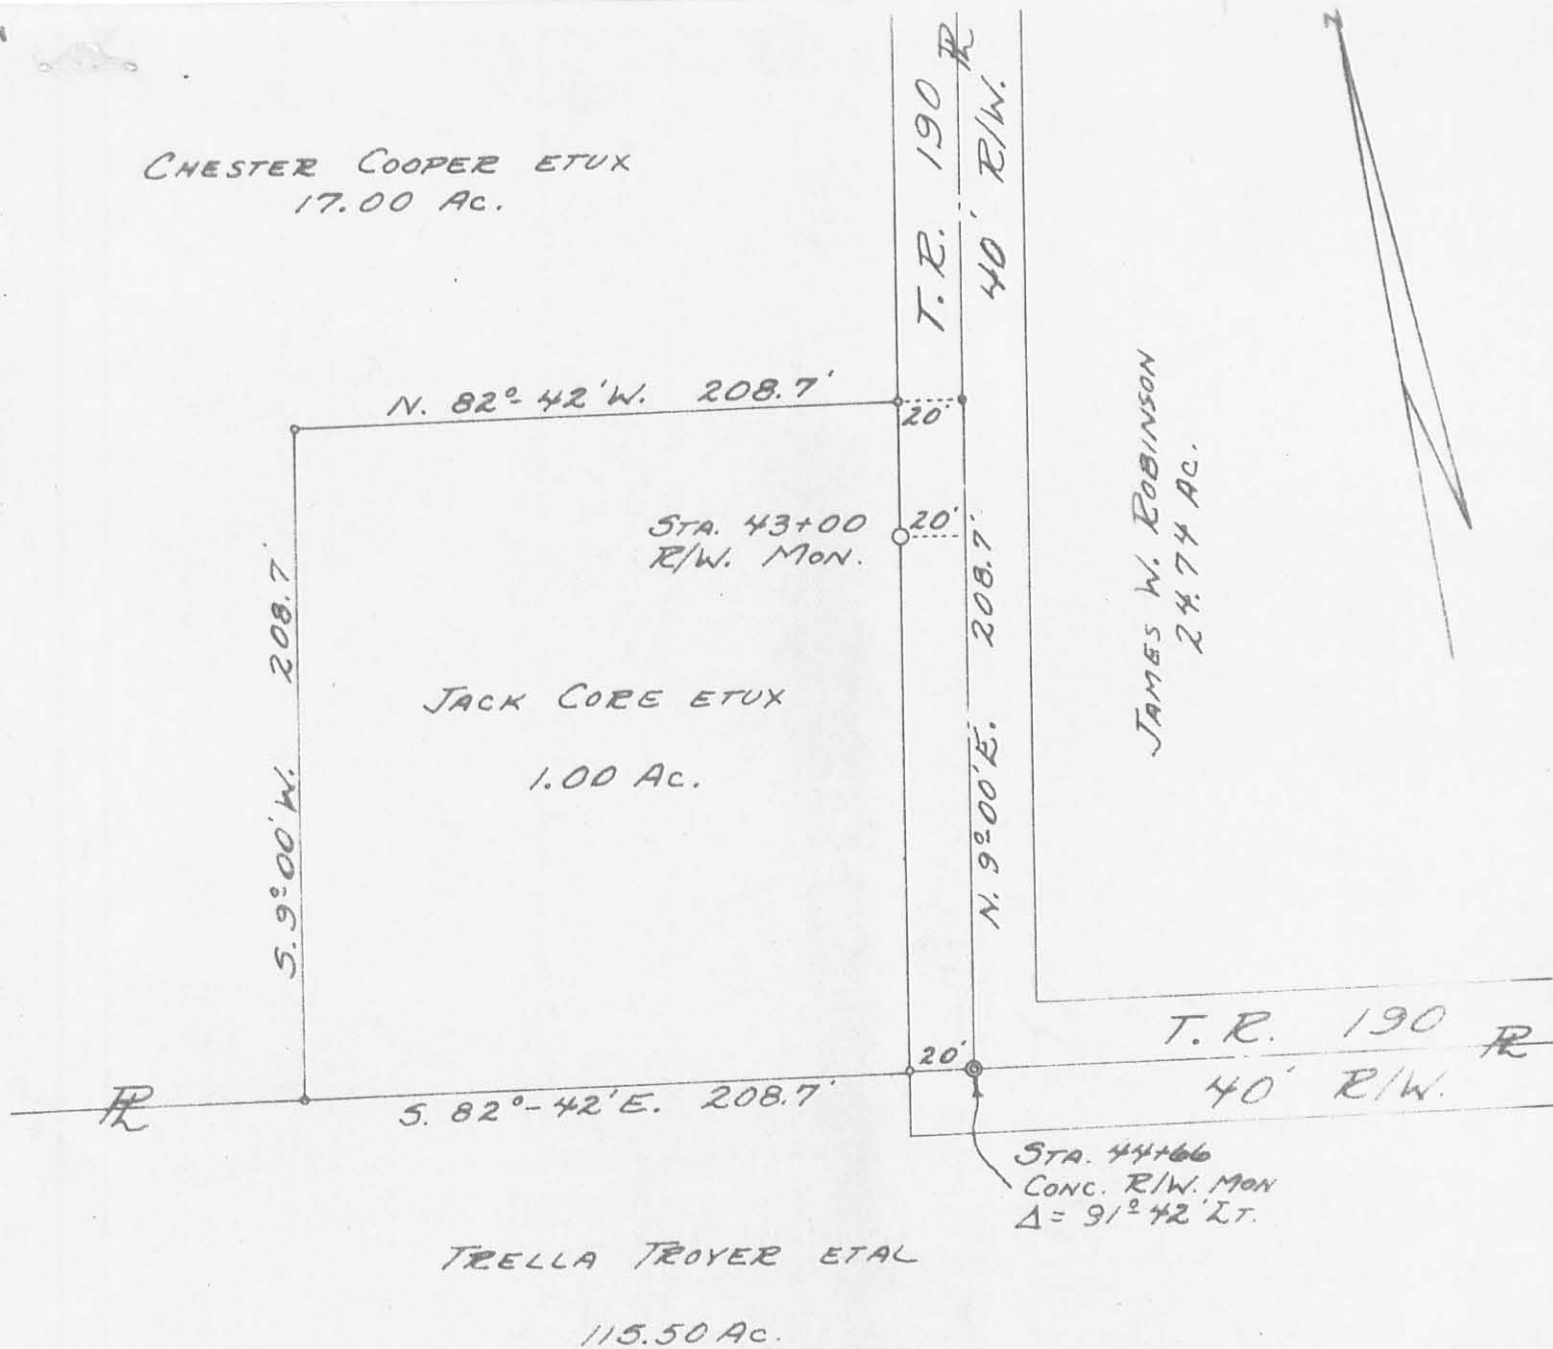 N
T. R. 190 PL
40' R/W.
CHESTER COOPER ETUX
17.00 AC.
N. 82°-42' W. 208.7'
20'
STA. 43+00
R/W. MON.
20'
JAMES W. ROBINSON
24.74 AC.
S. 9°00' W. 208.7'
JACK CORE ETUX
1.00 AC.
N. 9°00' E. 208.7'
T. R. 190 PL
40' R/W.
20'
PL
S. 82°-42' E. 208.7'
STA. 44+66
CONC. R/W. MON
Δ = 91°42' LT.
TRELLA TROYER ETAL
115.50 AC.